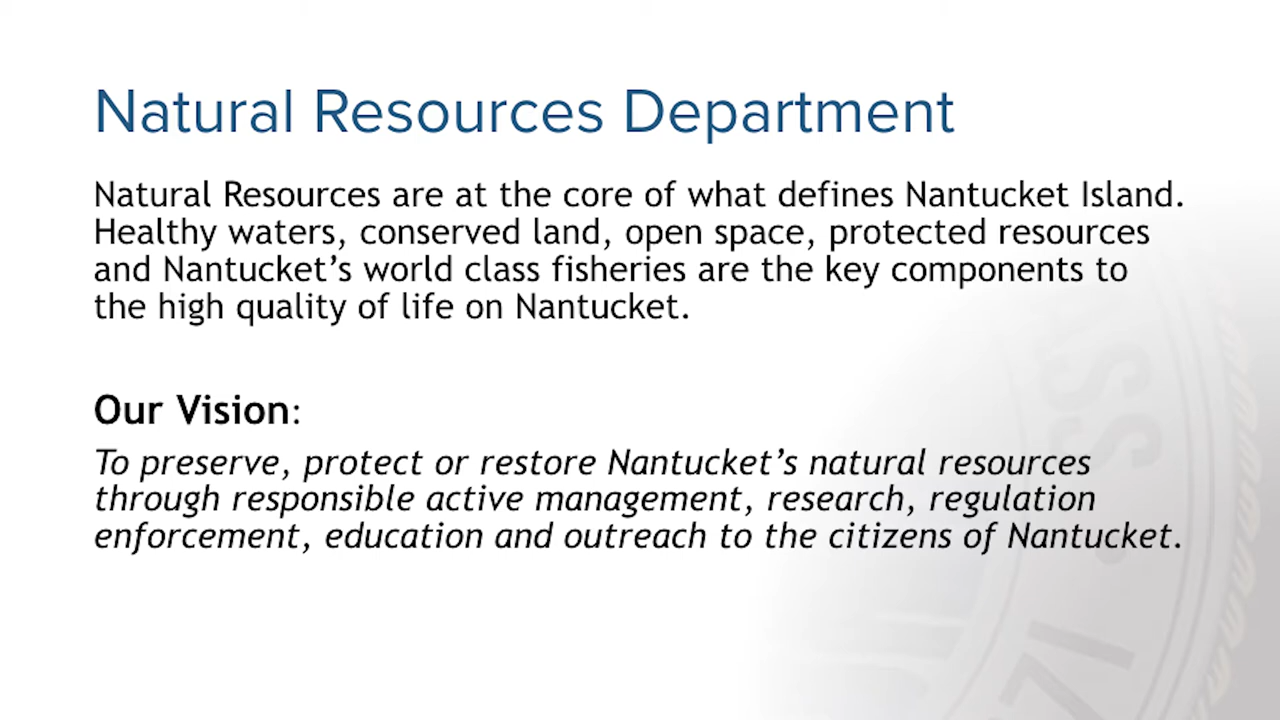 Natural Resources Department
Natural Resources are at the core of what defines Nantucket Island.
Healthy waters, conserved land, open space, protected resources
and Nantucket’s world class fisheries are the key components to
the high quality of life on Nantucket.
Our Vision:
To preserve, protect or restore Nantucket’s natural resources
through responsible active management, research, regulation
enforcement, education and outreach to the citizens of Nantucket.